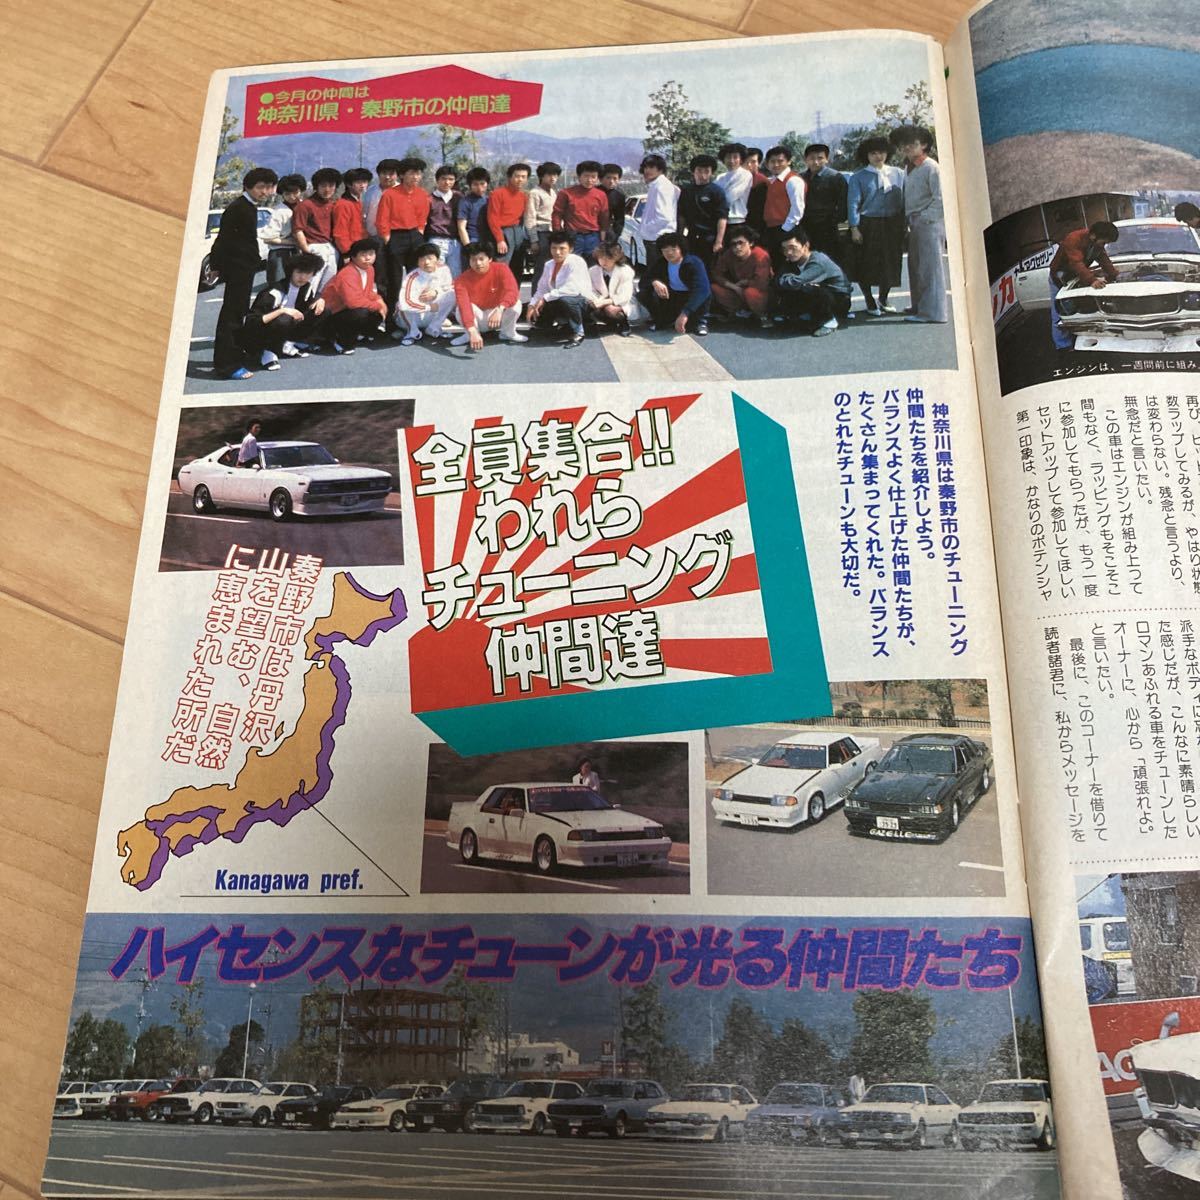 ●今月の仲間は
神奈川県・秦野市の仲間達
全員集合!!
われら
チューニング
仲間達
神奈川県は秦野市のチューニング
仲間たちを紹介しよう。
バランスよく仕上げた仲間たちが、
たくさん集まってくれた。バランス
のとれたチューンも大切だ。
秦野市は丹沢
山を望む、自然
に恵まれた所だ
Kanagawa pref.
GAZELLE
ハイセンスなチューンが光る仲間たち
エンジンは、一週間前に組み
数ラップしてみるが、やはり
は変わらない。残念と言うより、
無念だと言いたい。
この車はエンジンが組み上って
間もなく、ラッピングもそこそこ
に参加してもらったが、もう一度
セットアップして参加してほしい
第一印象は、かなりのポテンシャ
派手なボディに
た感じだが、こんなに素晴らしい
ロマンあふれる車をチューンした
オーナーに、心から「頑張れよ」
と言いたい。
最後に、このコーナーを借りて
読者諸君に、私からメッセージを